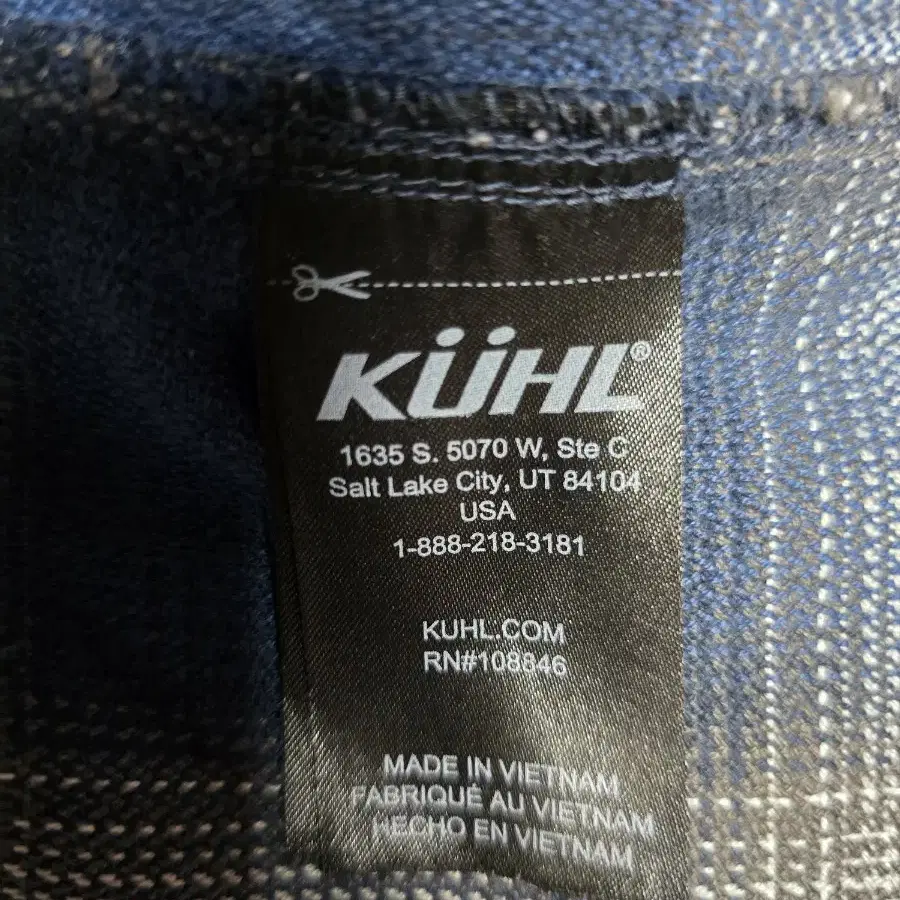 KÜHL®
1635 S. 5070 W, Ste C
Salt Lake City, UT 84104
USA
1-888-218-3181
KUHL.COM
RN#108846
MADE IN VIETNAM
FABRIQUÉ AU VIETNAM
HECHO EN VIETNAM